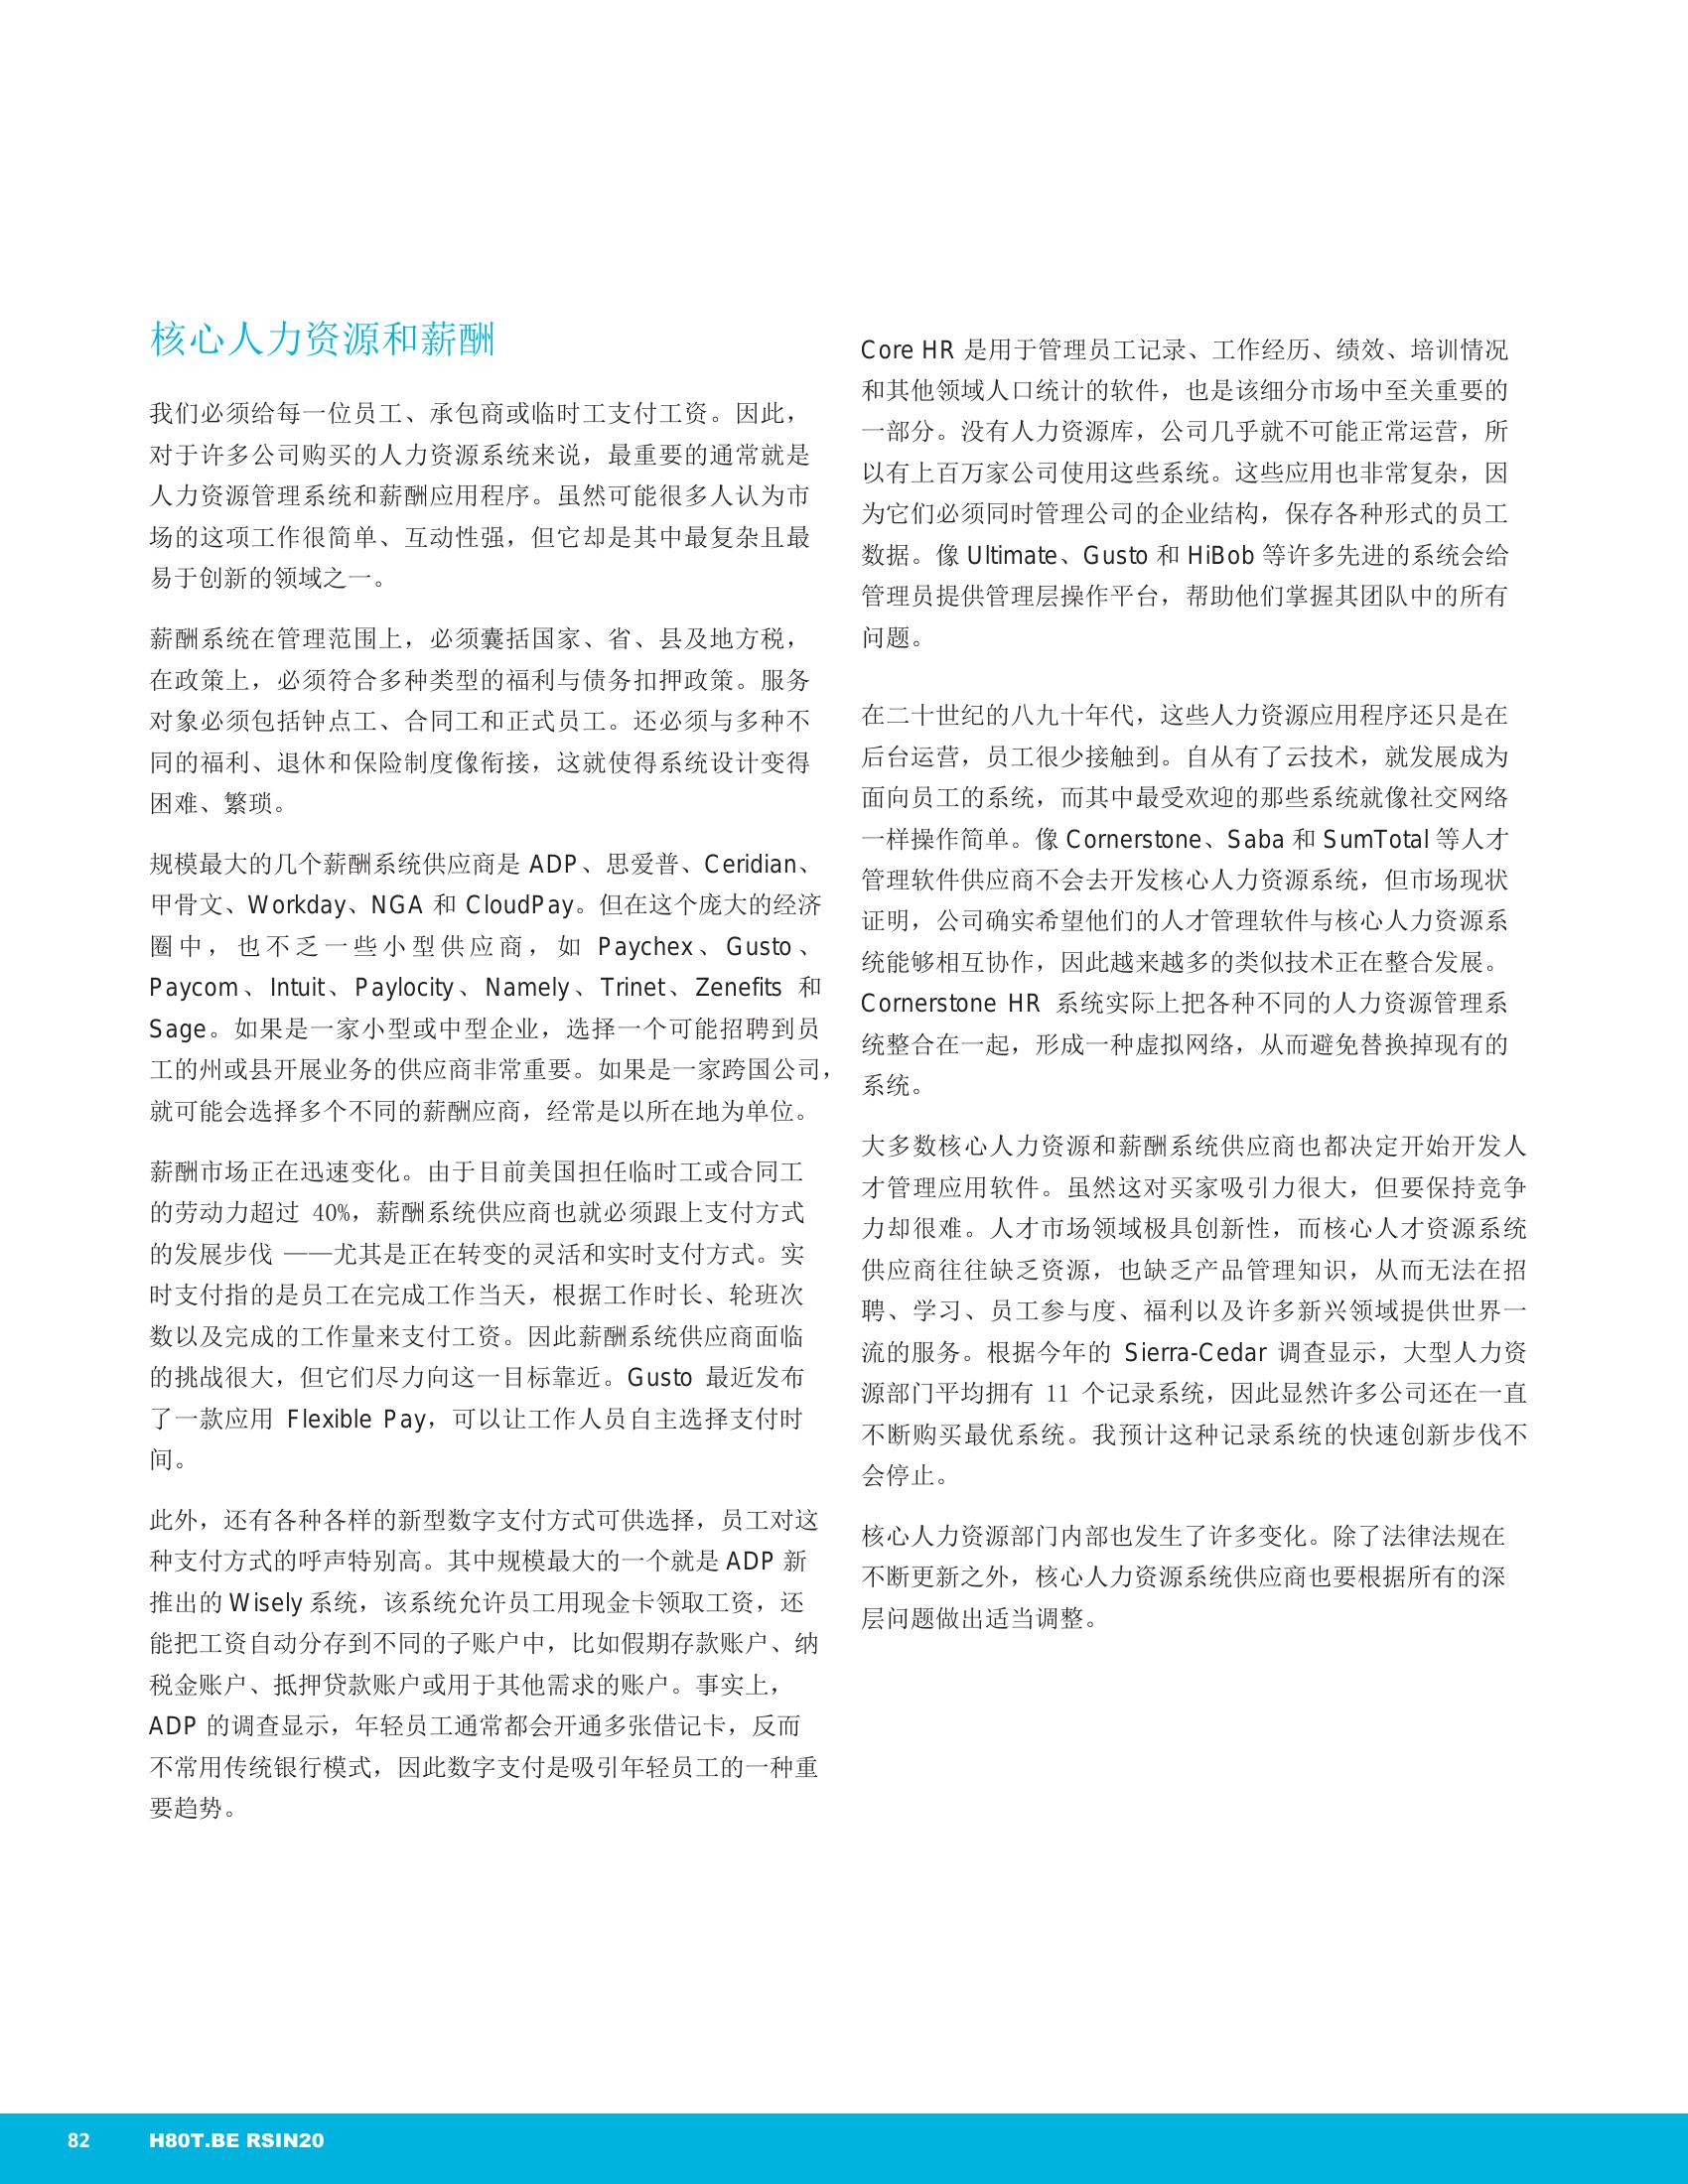 核心人力资源和薪酬
我们必须给每一位员工、承包商或临时工支付工资。因此，
对于许多公司购买的人力资源系统来说，最重要的通常就是
人力资源管理系统和薪酬应用程序。虽然可能很多人认为市
场的这项工作很简单、互动性强，但它却是其中最复杂且最
易于创新的领域之一。
薪酬系统在管理范围上，必须囊括国家、省、县及地方税，
在政策上，必须符合多种类型的福利与债务扣押政策。服务
对象必须包括钟点工、合同工和正式员工。还必须与多种不
同的福利、退休和保险制度像衔接，这就使得系统设计变得
困难、繁琐。
规模最大的几个薪酬系统供应商是 ADP、思爱普、Ceridian、
甲骨文、Workday、NGA 和 CloudPay。但在这个庞大的经济
圈中，也不乏一些小型供应商，如 Paychex、Gusto、
Paycom、Intuit、Paylocity、Namely、Trinet、Zenefits 和
Sage。如果是一家小型或中型企业，选择一个可能招聘到员
工的州或县开展业务的供应商非常重要。如果是一家跨国公司，
就可能会选择多个不同的薪酬应商，经常是以所在地为单位。
薪酬市场正在迅速变化。由于目前美国担任临时工或合同工
的劳动力超过 40%，薪酬系统供应商也就必须跟上支付方式
的发展步伐 ——尤其是正在转变的灵活和实时支付方式。实
时支付指的是员工在完成工作当天，根据工作时长、轮班次
数以及完成的工作量来支付工资。因此薪酬系统供应商面临
的挑战很大，但它们尽力向这一目标靠近。Gusto 最近发布
了一款应用 Flexible Pay，可以让工作人员自主选择支付时
间。
此外，还有各种各样的新型数字支付方式可供选择，员工对这
种支付方式的呼声特别高。其中规模最大的一个就是 ADP 新
推出的 Wisely 系统，该系统允许员工用现金卡领取工资，还
能把工资自动分存到不同的子账户中，比如假期存款账户、纳
税金账户、抵押贷款账户或用于其他需求的账户。事实上，
ADP 的调查显示，年轻员工通常都会开通多张借记卡，反而
不常用传统银行模式，因此数字支付是吸引年轻员工的一种重
要趋势。
Core HR 是用于管理员工记录、工作经历、绩效、培训情况
和其他领域人口统计的软件，也是该细分市场中至关重要的
一部分。没有人力资源库，公司几乎就不可能正常运营，所
以有上百万家公司使用这些系统。这些应用也非常复杂，因
为它们必须同时管理公司的企业结构，保存各种形式的员工
数据。像 Ultimate、Gusto 和 HiBob 等许多先进的系统会给
管理员提供管理层操作平台，帮助他们掌握其团队中的所有
问题。
在二十世纪的八九十年代，这些人力资源应用程序还只是在
后台运营，员工很少接触到。自从有了云技术，就发展成为
面向员工的系统，而其中最受欢迎的那些系统就像社交网络
一样操作简单。像 Cornerstone、Saba 和 SumTotal 等人才
管理软件供应商不会去开发核心人力资源系统，但市场现状
证明，公司确实希望他们的人才管理软件与核心人力资源系
统能够相互协作，因此越来越多的类似技术正在整合发展。
Cornerstone HR 系统实际上把各种不同的人力资源管理系
统整合在一起，形成一种虚拟网络，从而避免替换掉现有的
系统。
大多数核心人力资源和薪酬系统供应商也都决定开始开发人
才管理应用软件。虽然这对买家吸引力很大，但要保持竞争
力却很难。人才市场领域极具创新性，而核心人才资源系统
供应商往往缺乏资源，也缺乏产品管理知识，从而无法在招
聘、学习、员工参与度、福利以及许多新兴领域提供世界一
流的服务。根据今年的 Sierra-Cedar 调查显示，大型人力资
源部门平均拥有 11 个记录系统，因此显然许多公司还在一直
不断购买最优系统。我预计这种记录系统的快速创新步伐不
会停止。
核心人力资源部门内部也发生了许多变化。除了法律法规在
不断更新之外，核心人力资源系统供应商也要根据所有的深
层问题做出适当调整。
82 H80T.BE RSIN20